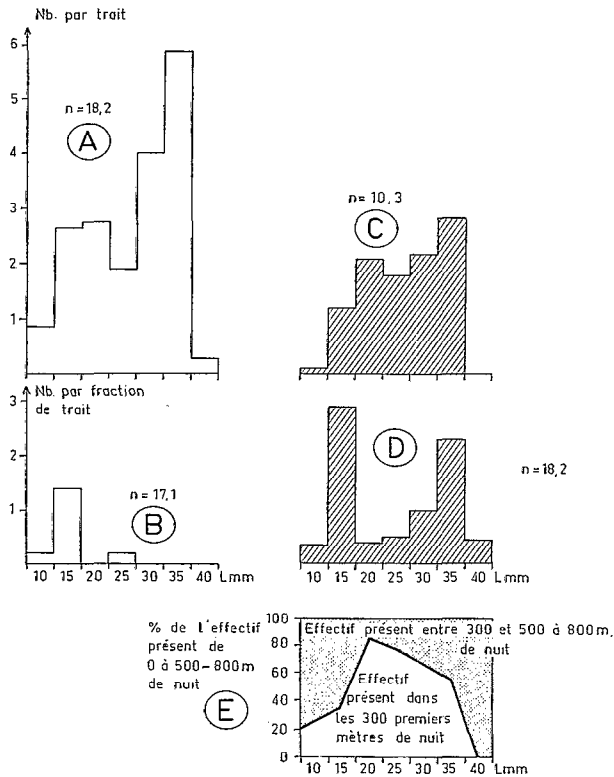 Nb. par trait
6
5
4
3
2
1
n=18,2
A
n=10,3
C
Nb. par fraction
de trait
3
2
1
n=17,1
B
10 15 20 25 30 35 40 Lmm
D
n=18,2
10 15 20 25 30 35 40 Lmm
% de l'effectif
présent de
0 à 500-800m
de nuit
E
100
80
60
40
20
0
Effectif présent entre 300 et 500 à 800m,
de nuit
Effectif
présent dans
les 300 premiers
mètres de nuit
10 15 20 25 30 35 40 Lmm